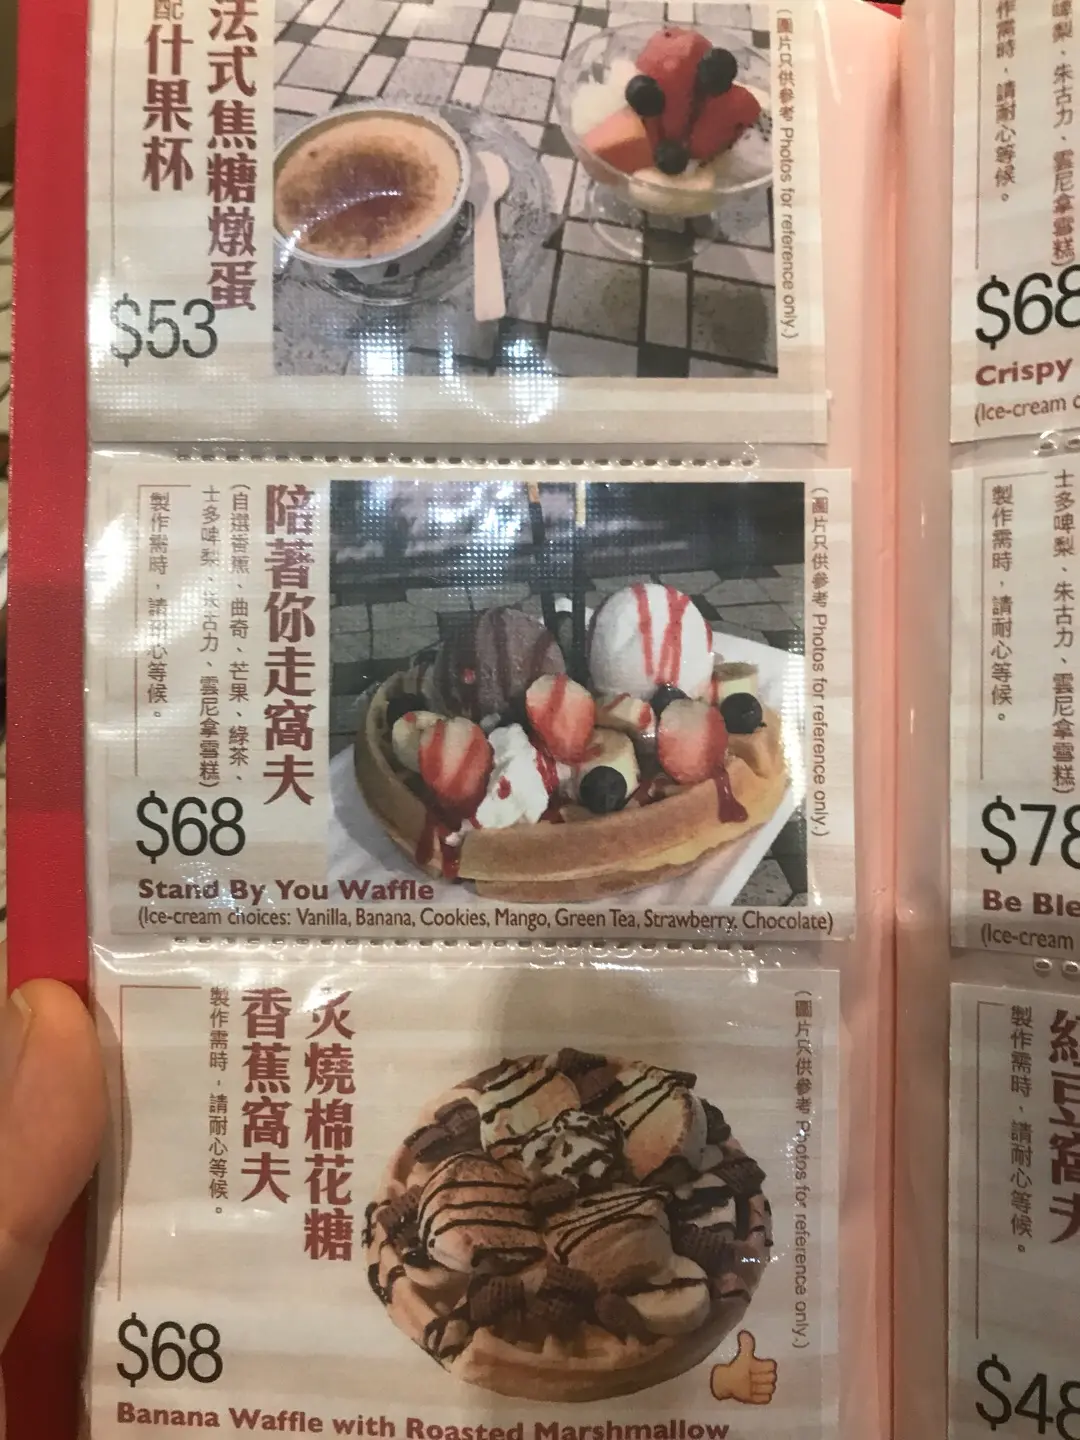 法式焦糖燉蛋
配什果杯
$53
(圖片只供參考 Photos for reference only.)
陪著你走窩夫
(自選香蕉、曲奇、芒果、綠茶、
士多啤梨、朱古力、雲尼拿雪糕)
製作需時，請耐心等候。
$68
Stand By You Waffle
(Ice-cream choices: Vanilla, Banana, Cookies, Mango, Green Tea, Strawberry, Chocolate)
(圖片只供參考 Photos for reference only.)
炙燒棉花糖
香蕉窩夫
製作需時，請耐心等候。
$68
Banana Waffle with Roasted Marshmallow
(圖片只供參考 Photos for reference only.)
啤梨、朱古力、雲尼拿雪糕)
作需時，請耐心等候。
$68
Crispy
(Ice-cream
士多啤梨、朱古力、雲尼拿雪糕)
製作需時，請耐心等候。
$78
Be Ble
(Ice-cream
紅豆窩夫
製作需時，請耐心等候。
$48